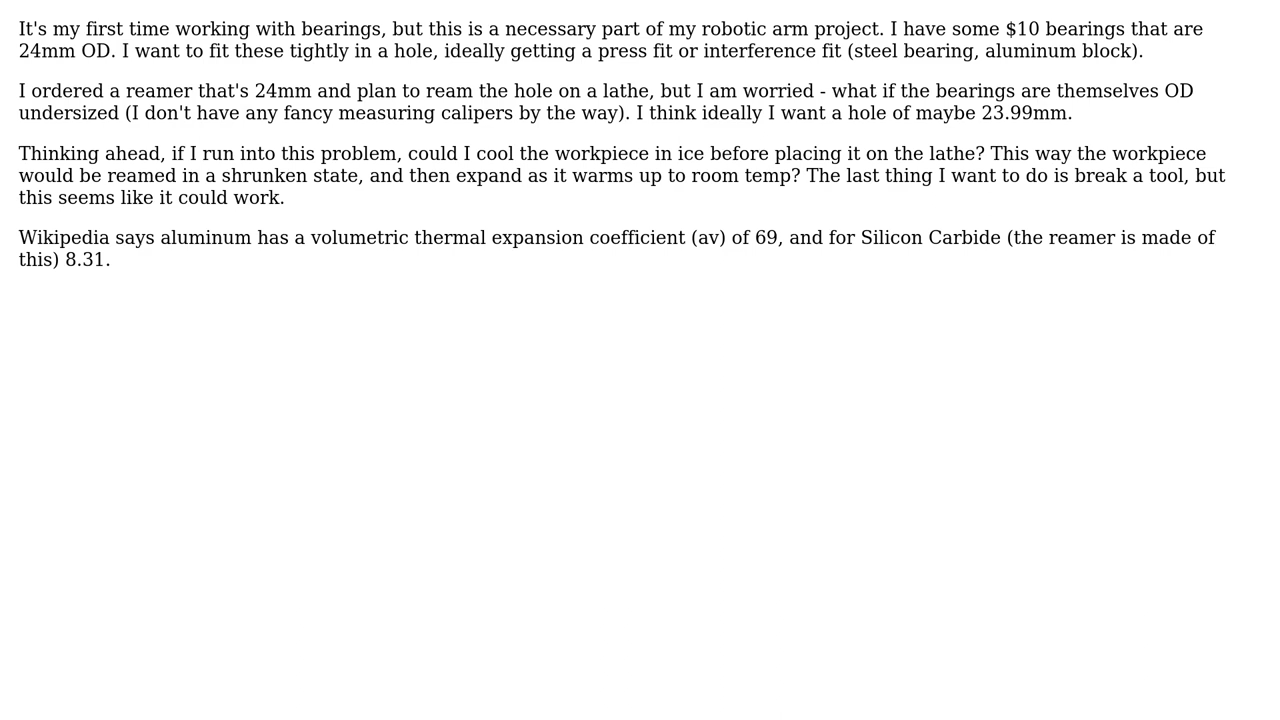 It's my first time working with bearings, but this is a necessary part of my robotic arm project. I have some $10 bearings that are
24mm OD. I want to fit these tightly in a hole, ideally getting a press fit or interference fit (steel bearing, aluminum block).
I ordered a reamer that's 24mm and plan to ream the hole on a lathe, but I am worried - what if the bearings are themselves OD
undersized (I don't have any fancy measuring calipers by the way). I think ideally I want a hole of maybe 23.99mm.
Thinking ahead, if I run into this problem, could I cool the workpiece in ice before placing it on the lathe? This way the workpiece
would be reamed in a shrunken state, and then expand as it warms up to room temp? The last thing I want to do is break a tool, but
this seems like it could work.
Wikipedia says aluminum has a volumetric thermal expansion coefficient (av) of 69, and for Silicon Carbide (the reamer is made of
this) 8.31.